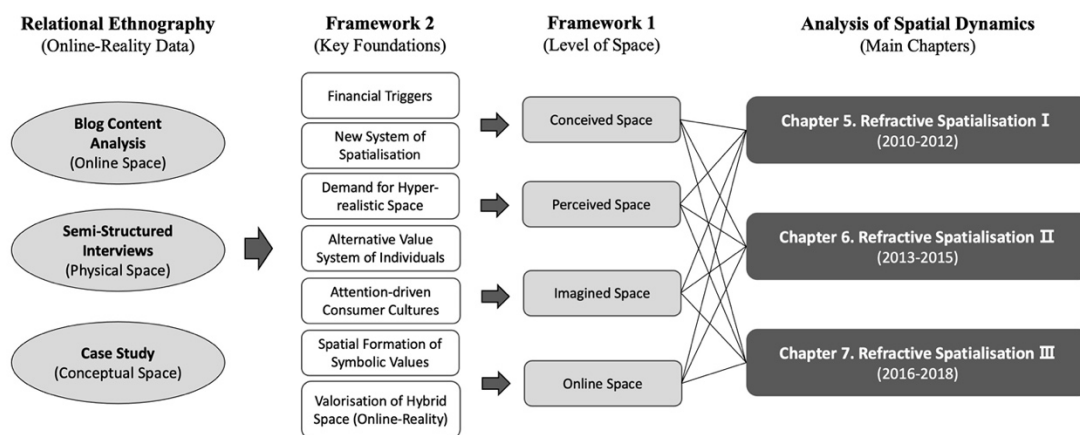 Relational Ethnography
(Online-Reality Data)
Blog Content
Analysis
(Online Space)
Semi-Structured
Interviews
(Physical Space)
Case Study
(Conceptual Space)
Framework 2
(Key Foundations)
Financial Triggers
New System of
Spatialisation
Demand for Hyper-
realistic Space
Alternative Value
System of Individuals
Attention-driven
Consumer Cultures
Spatial Formation of
Symbolic Values
Valorisation of Hybrid
Space (Online-Reality)
Framework 1
(Level of Space)
Conceived Space
Perceived Space
Imagined Space
Online Space
Analysis of Spatial Dynamics
(Main Chapters)
Chapter 5. Refractive Spatialisation Ⅰ
(2010-2012)
Chapter 6. Refractive Spatialisation Ⅱ
(2013-2015)
Chapter 7. Refractive Spatialisation Ⅲ
(2016-2018)